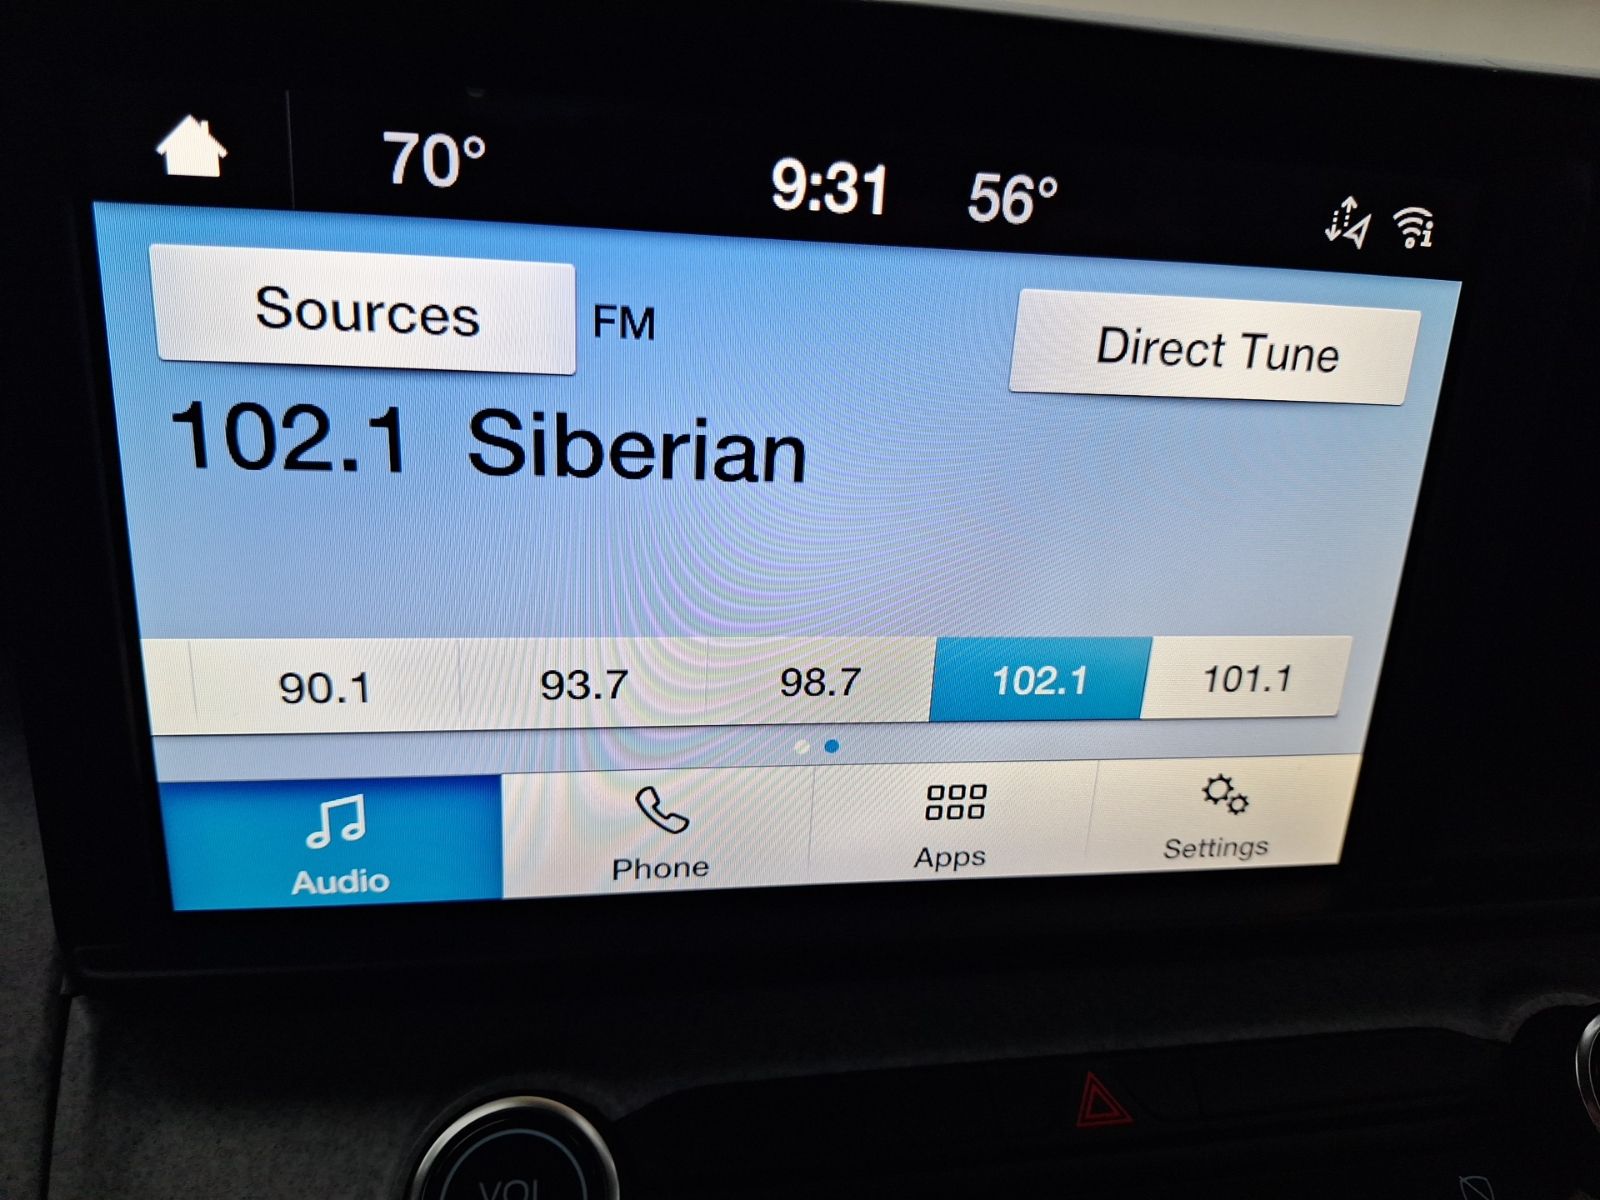 70° 9:31 56°
Sources FM Direct Tune
102.1 Siberian
90.1 93.7 98.7 102.1 101.1
Audio Phone Apps Settings
VOL